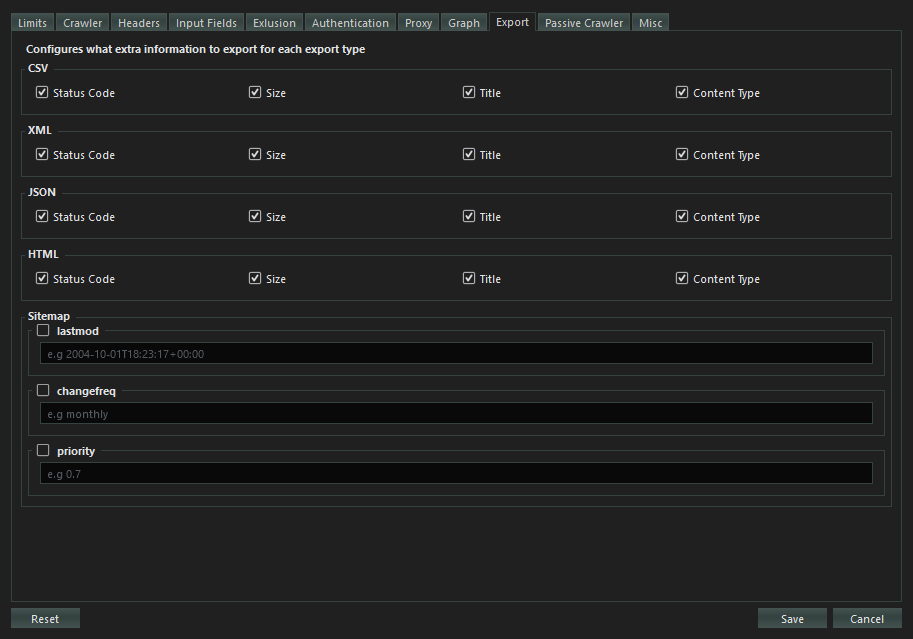 Limits Crawler Headers Input Fields Exlusion Authentication Proxy Graph Export Passive Crawler Misc
Configures what extra information to export for each export type
CSV
Status Code Size Title Content Type
XML
Status Code Size Title Content Type
JSON
Status Code Size Title Content Type
HTML
Status Code Size Title Content Type
Sitemap
lastmod
e.g 2004-10-01T18:23:17+00:00
changefreq
e.g monthly
priority
e.g 0.7
Reset Save Cancel